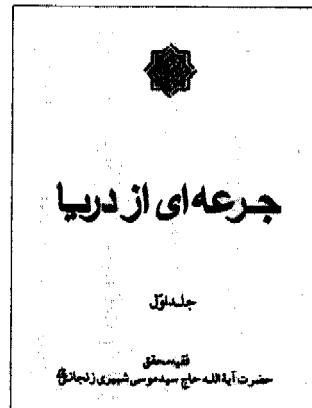 جرعه‌ای از دریا
جلد اول
فقیه محقق
حضرت آیة الله حاج سید موسی شبیری زنجانی